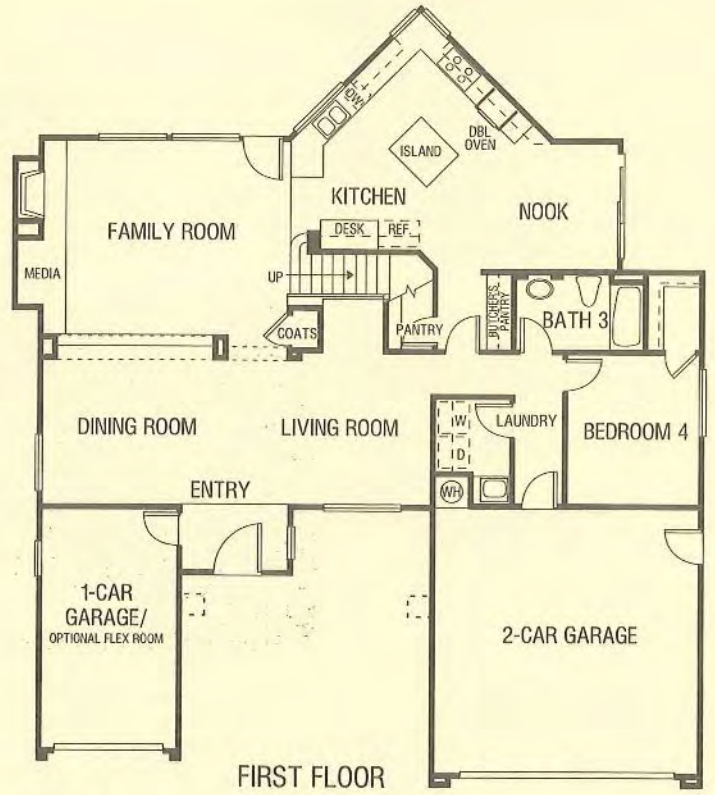 DW
DBL
OVEN
ISLAND
KITCHEN
NOOK
FAMILY ROOM
DESK
REF.
MEDIA
UP
COATS
PANTRY
BUTCHER'S
PANTRY
BATH 3
DINING ROOM
LIVING ROOM
W
D
LAUNDRY
BEDROOM 4
ENTRY
WH
1-CAR
GARAGE/
OPTIONAL FLEX ROOM
2-CAR GARAGE
FIRST FLOOR